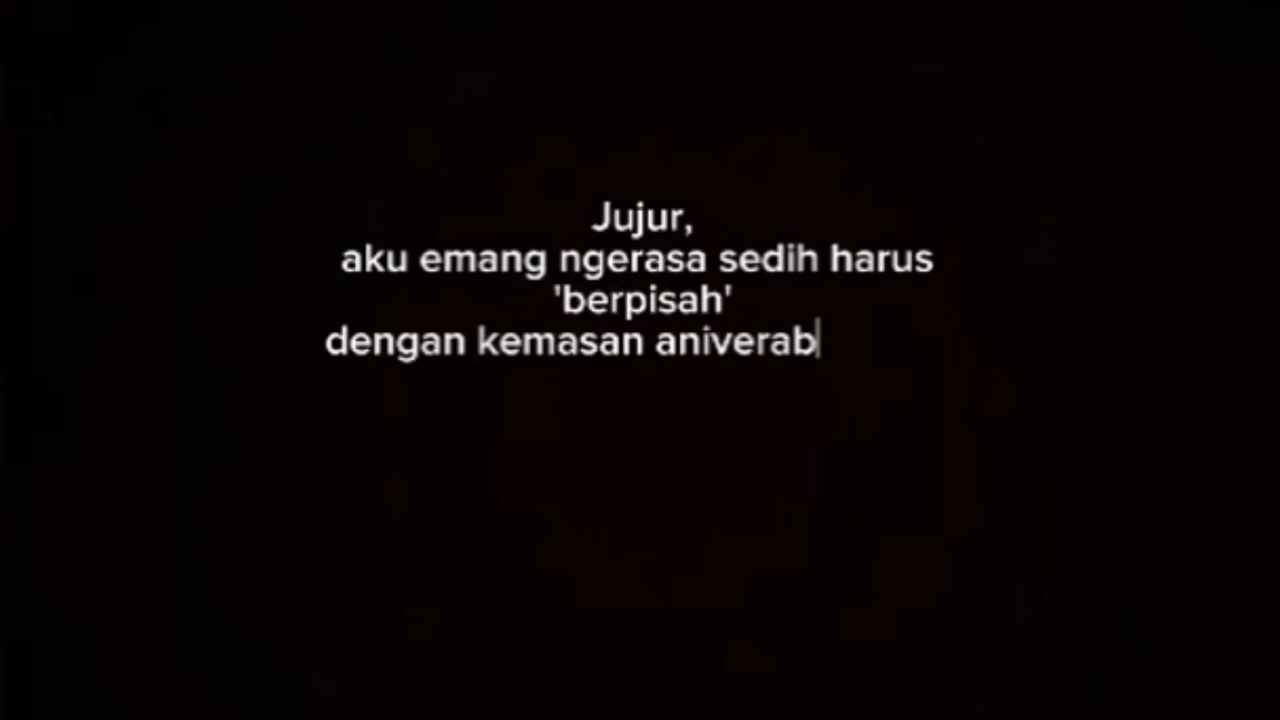 Jujur,
aku emang ngerasa sedih harus
'berpisah'
dengan kemasan aniverab